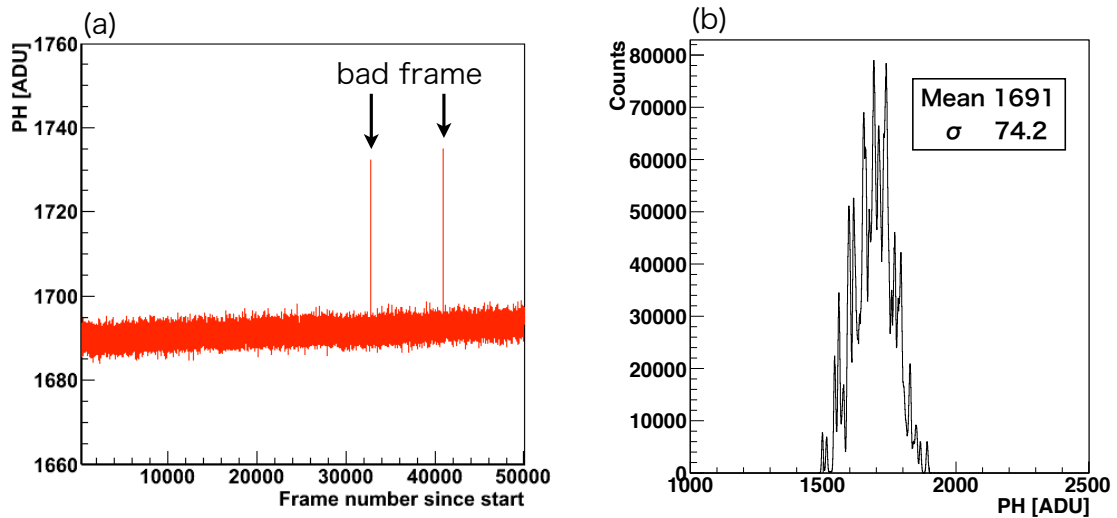 (a)
PH [ADU]
1760
1740
1720
1700
1680
1660
bad frame
10000 20000 30000 40000 50000
Frame number since start
(b)
Counts
80000
70000
60000
50000
40000
30000
20000
10000
0
Mean 1691
σ 74.2
1000 1500 2000 2500
PH [ADU]